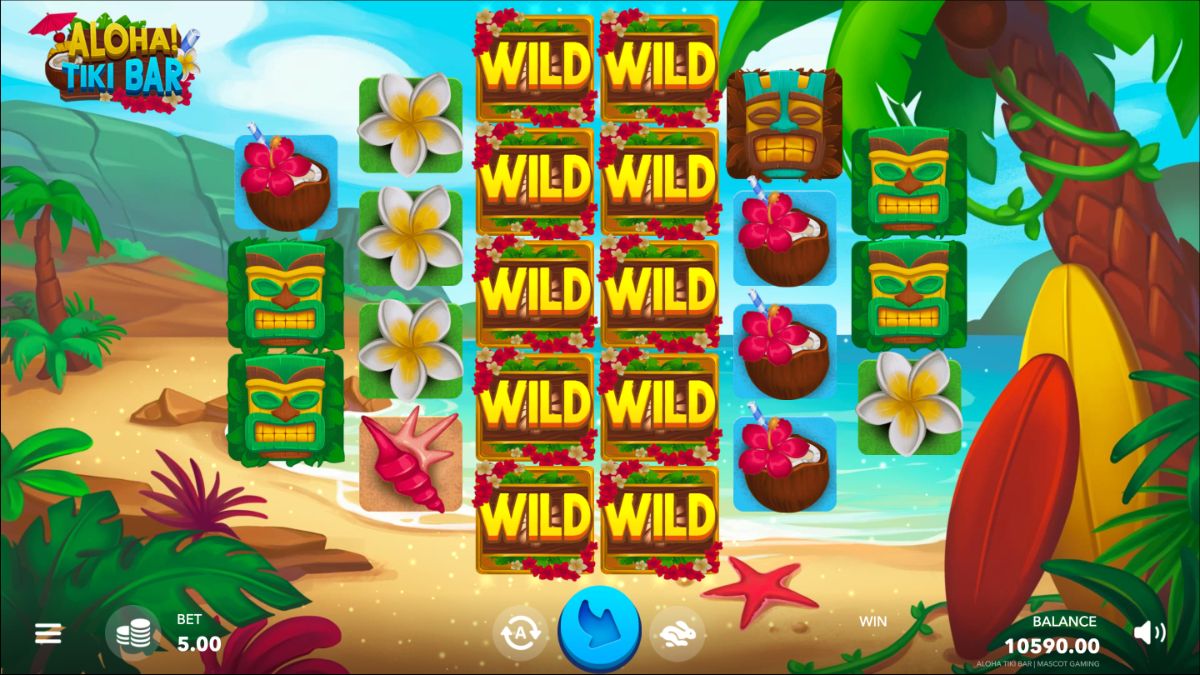 ALOHA!
TIKI BAR
WILD WILD
WILD WILD
WILD WILD
WILD WILD
WILD WILD
BET
5.00
A
WIN
BALANCE
10590.00
ALOHA TIKI BAR | MASCOT GAMING